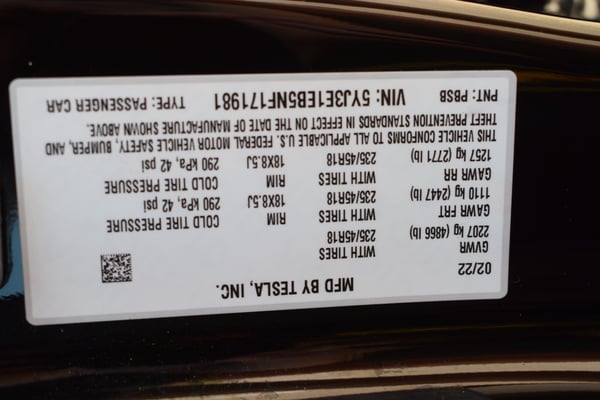 MFD BY TESLA, INC.
02/22
GVWR WITH TIRES
2207 kg (4866 lb) 235/45R18
GAWR FRT WITH TIRES RIM COLD TIRE PRESSURE
1110 kg (2447 lb) 235/45R18 18X8.5J 290 kPa, 42 psi
GAWR RR WITH TIRES RIM COLD TIRE PRESSURE
1257 kg (2771 lb) 235/45R18 18X8.5J 290 kPa, 42 psi
THIS VEHICLE CONFORMS TO ALL APPLICABLE U.S. FEDERAL MOTOR VEHICLE SAFETY, BUMPER, AND
THEFT PREVENTION STANDARDS IN EFFECT ON THE DATE OF MANUFACTURE SHOWN ABOVE.
PNT: PBSB VIN: 5YJ3E1EB5NF171981 TYPE: PASSENGER CAR